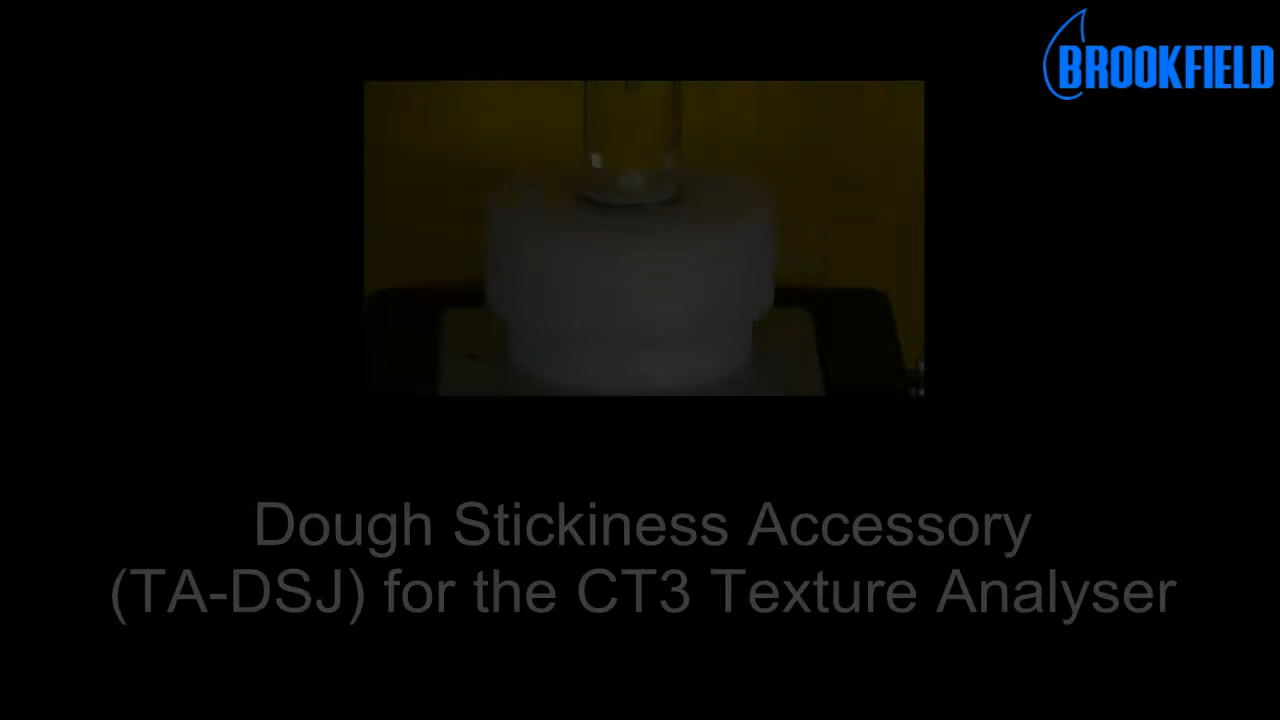 BROOKFIELD
Dough Stickiness Accessory
(TA-DSJ) for the CT3 Texture Analyser